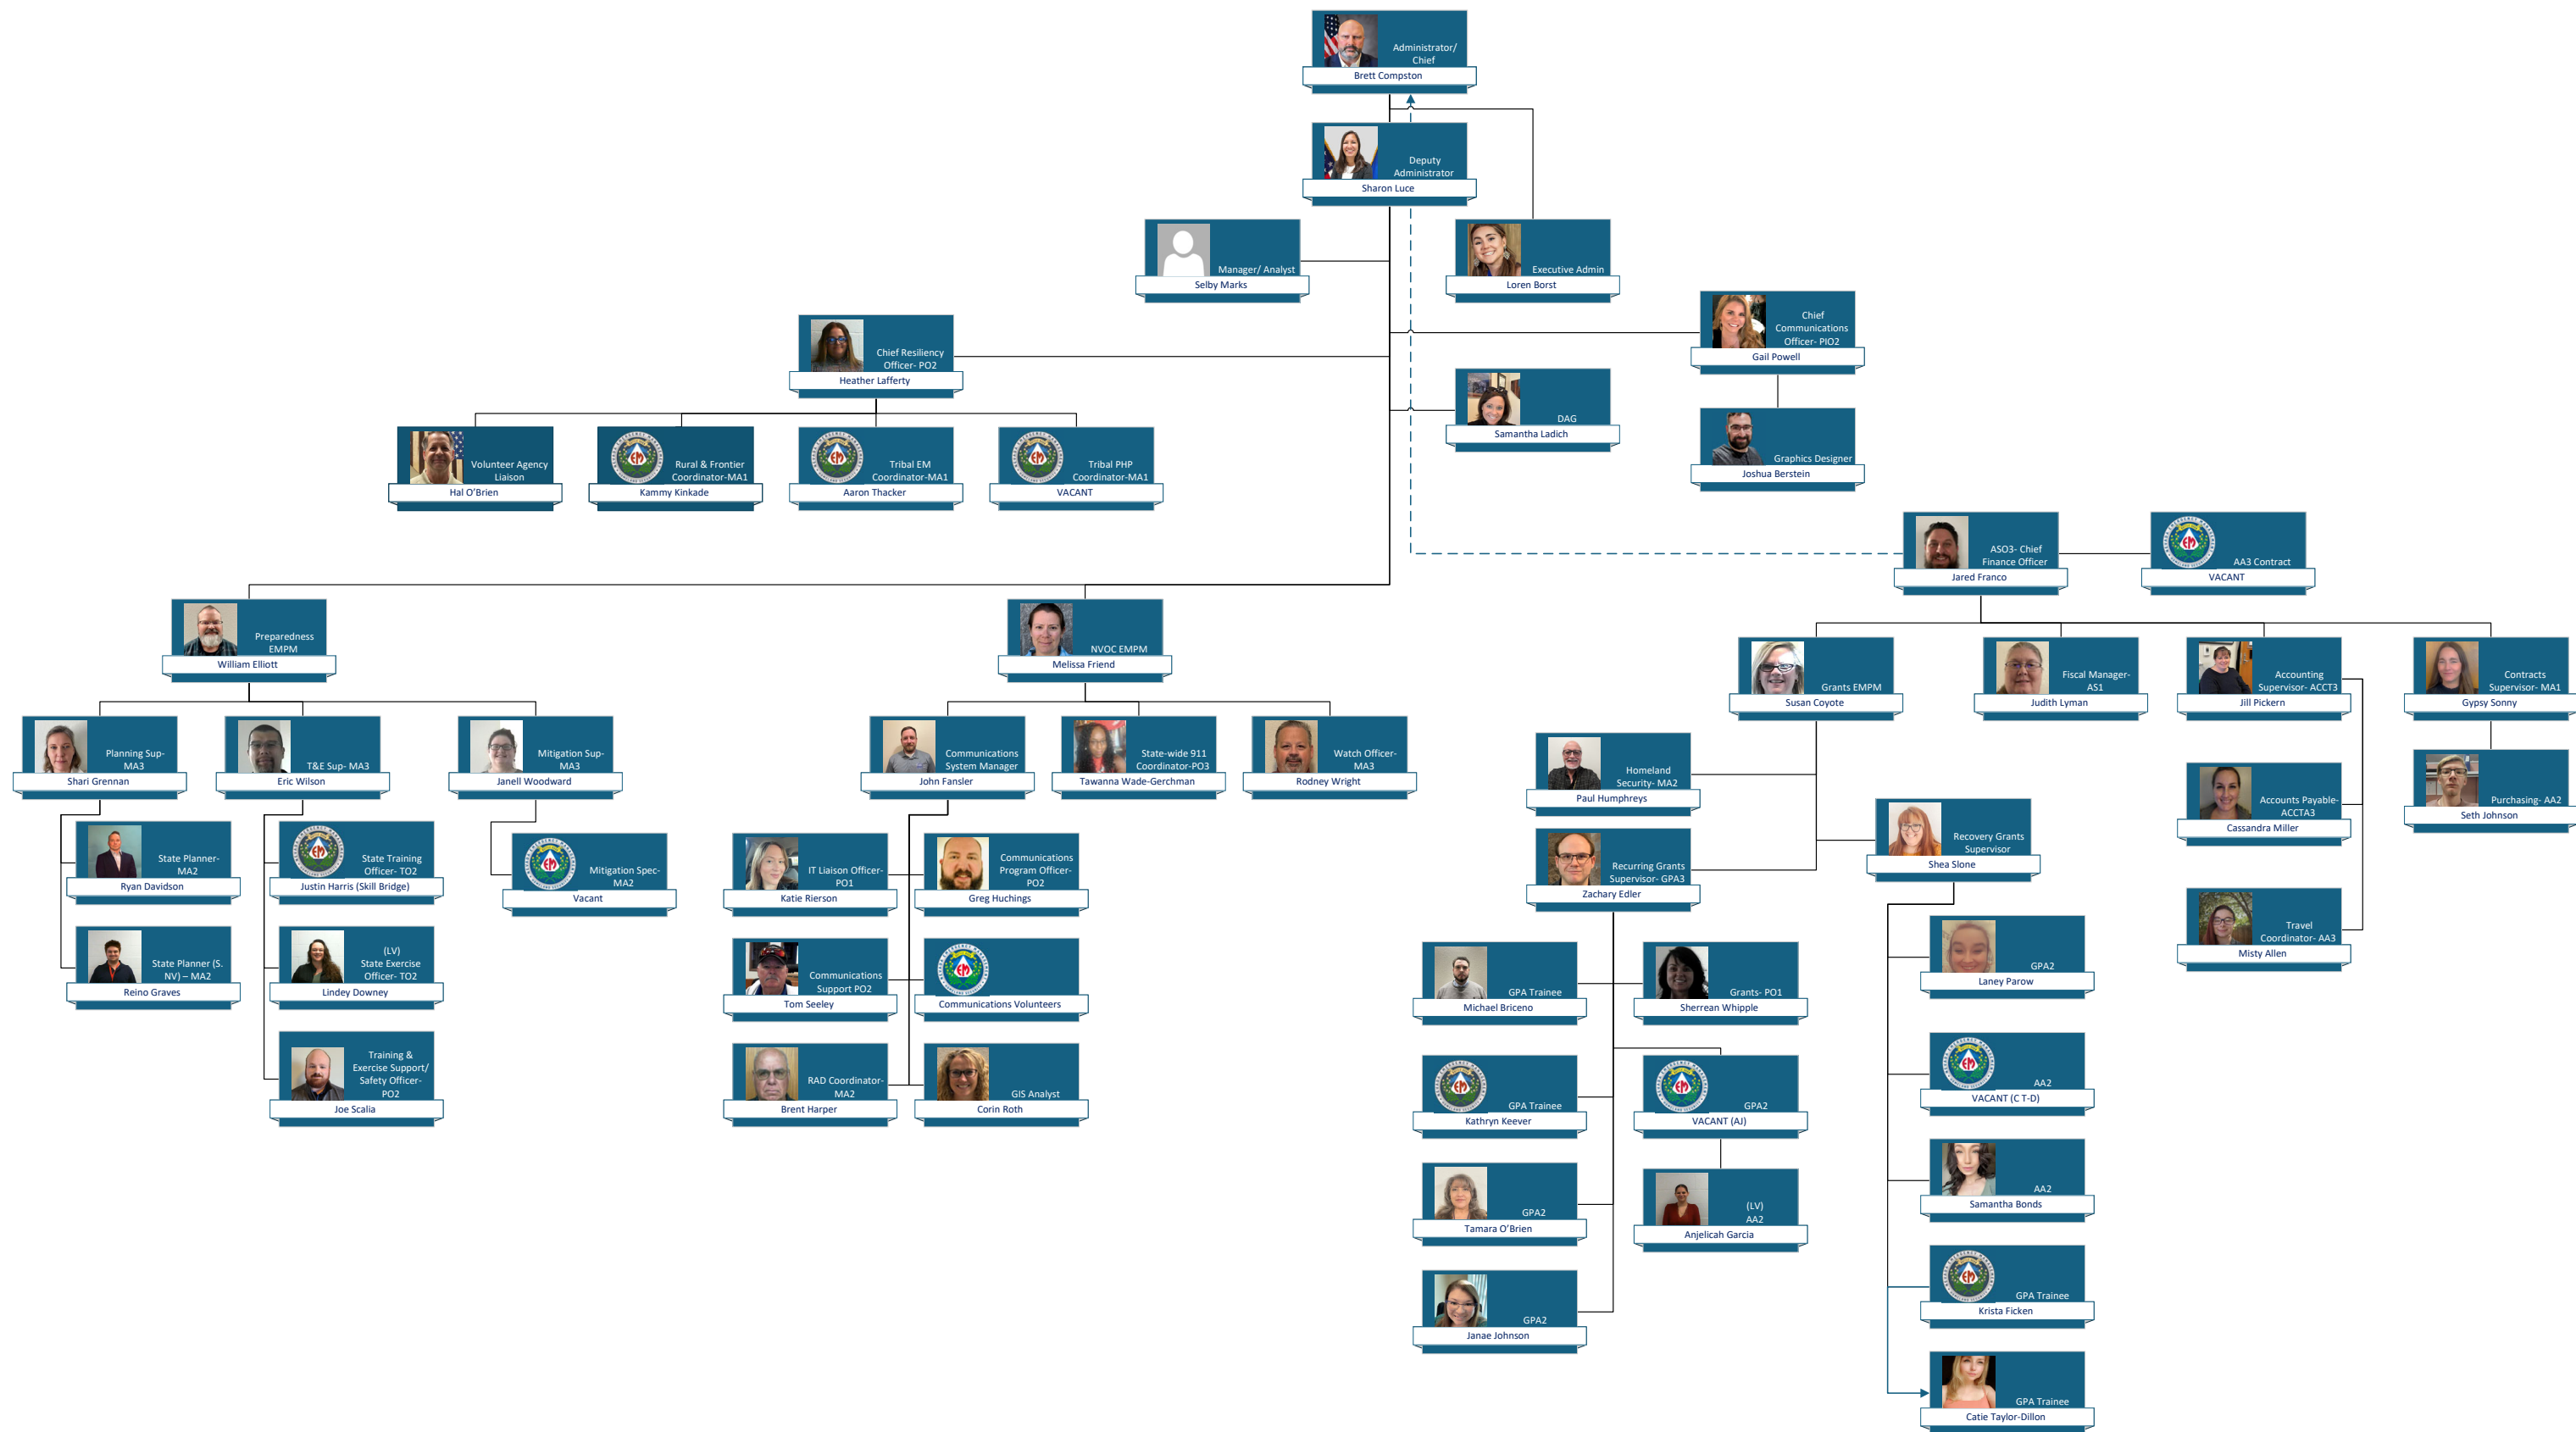 Administrator/
Chief
Brett Compston
Deputy
Administrator
Sharon Luce
Manager/ Analyst
Selby Marks
Executive Admin
Loren Borst
Chief
Communications
Officer- PIO2
Gail Powell
Chief Resiliency
Officer- PO2
Heather Lafferty
DAG
Samantha Ladich
Graphics Designer
Joshua Berstein
Volunteer Agency
Liaison
Hal O'Brien
Rural & Frontier
Coordinator-MA1
Kammy Kinkade
Tribal EM
Coordinator-MA1
Aaron Thacker
Tribal PHP
Coordinator-MA1
VACANT
ASO3- Chief
Finance Officer
Jared Franco
AA3 Contract
VACANT
Preparedness
EMPM
William Elliott
NVOC EMPM
Melissa Friend
Grants EMPM
Susan Coyote
Fiscal Manager-
AS1
Judith Lyman
Accounting
Supervisor- ACCT3
Jill Pickern
Contracts
Supervisor- MA1
Gypsy Sonny
Planning Sup-
MA3
Shari Grennan
T&E Sup- MA3
Eric Wilson
Mitigation Sup-
MA3
Janell Woodward
Communications
System Manager
John Fansler
State-wide 911
Coordinator-PO3
Tawanna Wade-Gerchman
Watch Officer-
MA3
Rodney Wright
Homeland
Security- MA2
Paul Humphreys
Accounts Payable-
ACCTA3
Cassandra Miller
Purchasing- AA2
Seth Johnson
State Planner-
MA2
Ryan Davidson
State Training
Officer- TO2
Justin Harris (Skill Bridge)
Mitigation Spec-
MA2
Vacant
IT Liaison Officer-
PO1
Katie Rierson
Communications
Program Officer-
PO2
Greg Huchings
Recurring Grants
Supervisor- GPA3
Zachary Edler
Recovery Grants
Supervisor
Shea Slone
State Planner (S.
NV) – MA2
Reino Graves
(LV)
State Exercise
Officer- TO2
Lindey Downey
Communications
Support PO2
Tom Seeley
Communications Volunteers
GPA Trainee
Michael Briceno
Grants- PO1
Sherrean Whipple
GPA2
Laney Parow
Travel
Coordinator- AA3
Misty Allen
Training &
Exercise Support/
Safety Officer-
PO2
Joe Scalia
RAD Coordinator-
MA2
Brent Harper
GIS Analyst
Corin Roth
GPA Trainee
Kathryn Keever
GPA2
VACANT (AJ)
AA2
VACANT (C T-D)
GPA2
Tamara O'Brien
(LV)
AA2
Anjelicah Garcia
AA2
Samantha Bonds
GPA2
Janae Johnson
GPA Trainee
Krista Ficken
GPA Trainee
Catie Taylor-Dillon